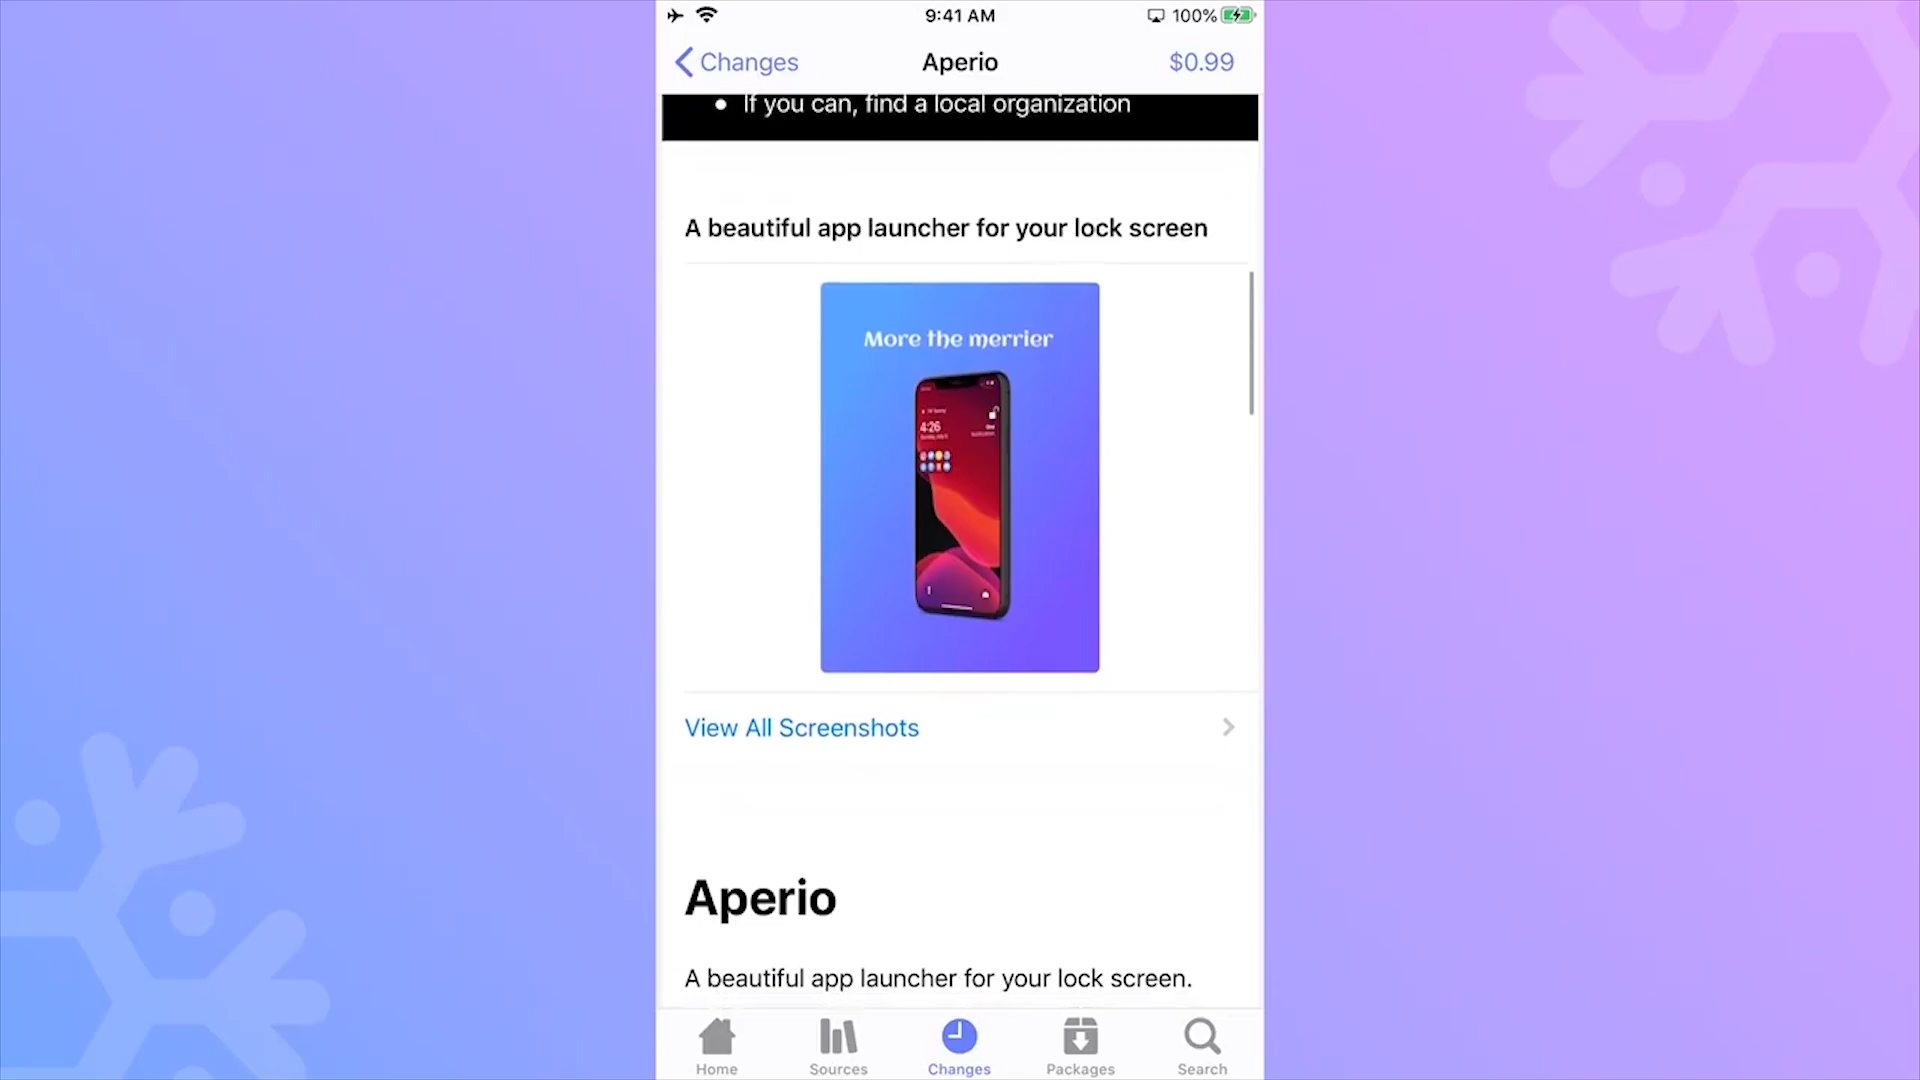 9:41 AM
100%
Changes
Aperio
$0.99
If you can, find a local organization
A beautiful app launcher for your lock screen
More the merrier
4:26
View All Screenshots
Aperio
A beautiful app launcher for your lock screen.
Home
Sources
Changes
Packages
Search